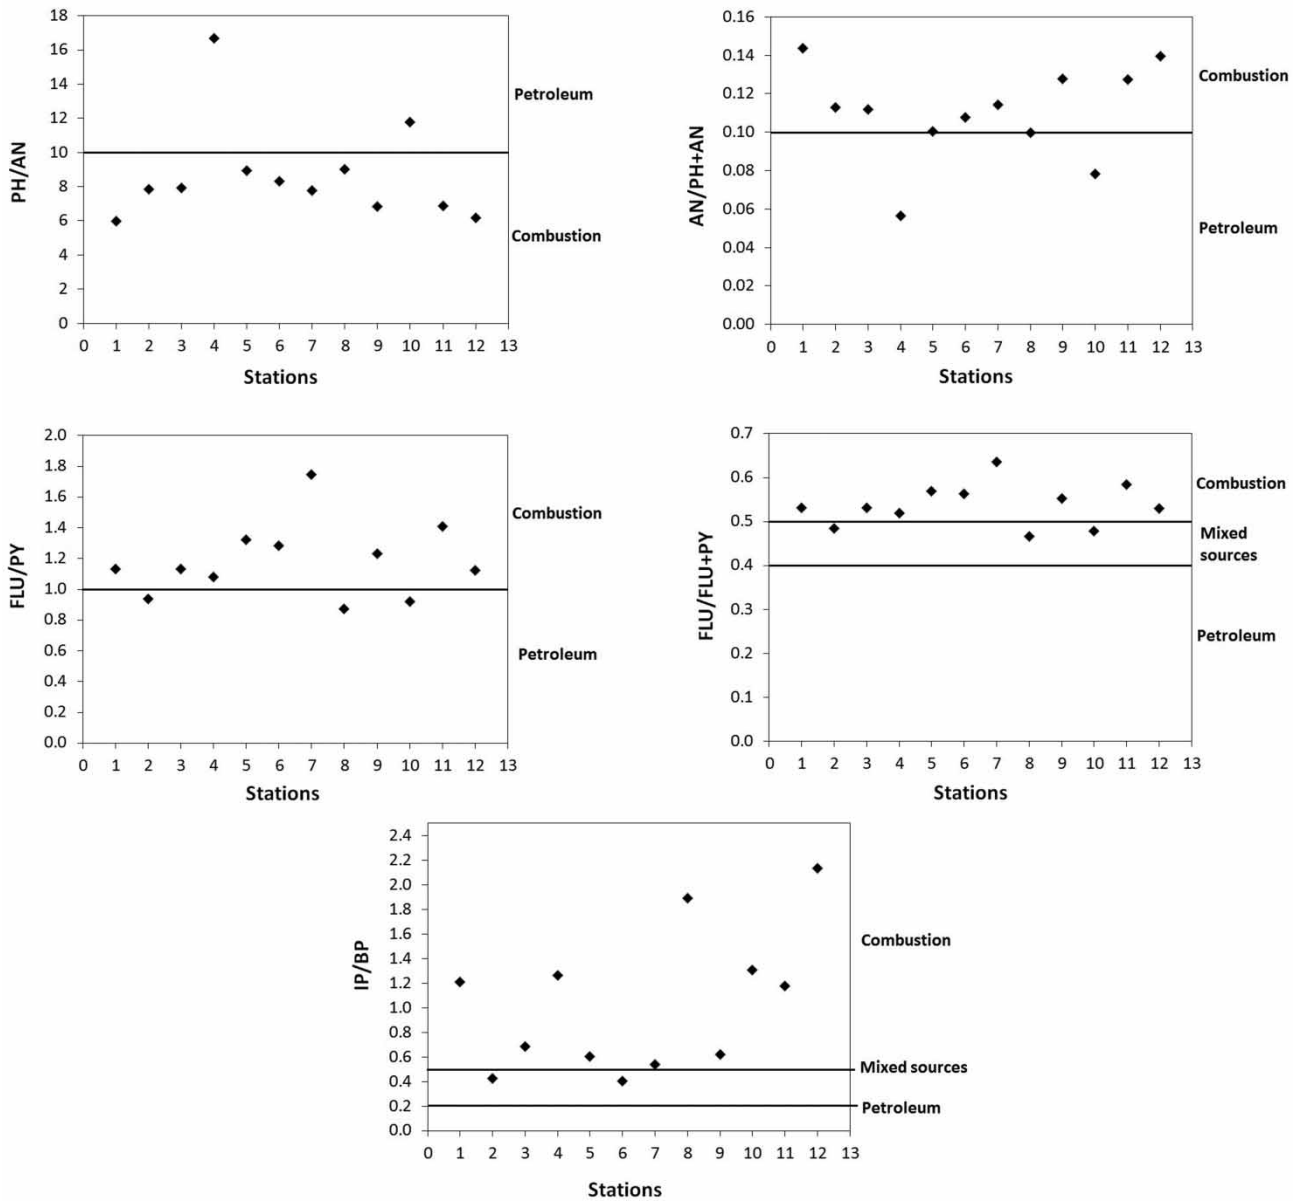 PH/AN
18
16
14
12
10
8
6
4
2
0
0 1 2 3 4 5 6 7 8 9 10 11 12 13
Stations
Petroleum
Combustion
AN/PH+AN
0.16
0.14
0.12
0.10
0.08
0.06
0.04
0.02
0.00
0 1 2 3 4 5 6 7 8 9 10 11 12 13
Stations
Combustion
Petroleum
FLU/PY
2.0
1.8
1.6
1.4
1.2
1.0
0.8
0.6
0.4
0.2
0.0
0 1 2 3 4 5 6 7 8 9 10 11 12 13
Stations
Combustion
Petroleum
FLU/FLU+PY
0.7
0.6
0.5
0.4
0.3
0.2
0.1
0.0
0 1 2 3 4 5 6 7 8 9 10 11 12 13
Stations
Combustion
Mixed
sources
Petroleum
IP/BP
2.4
2.2
2.0
1.8
1.6
1.4
1.2
1.0
0.8
0.6
0.4
0.2
0.0
0 1 2 3 4 5 6 7 8 9 10 11 12 13
Stations
Combustion
Mixed sources
Petroleum